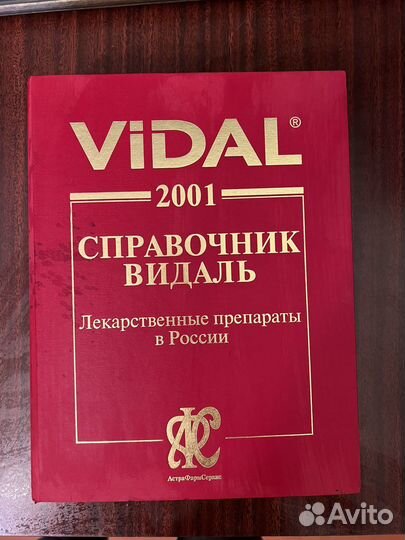 ViDAL®
2001
СПРАВОЧНИК
ВИДАЛЬ
Лекарственные препараты
в России
АстраФармСервис
Avito